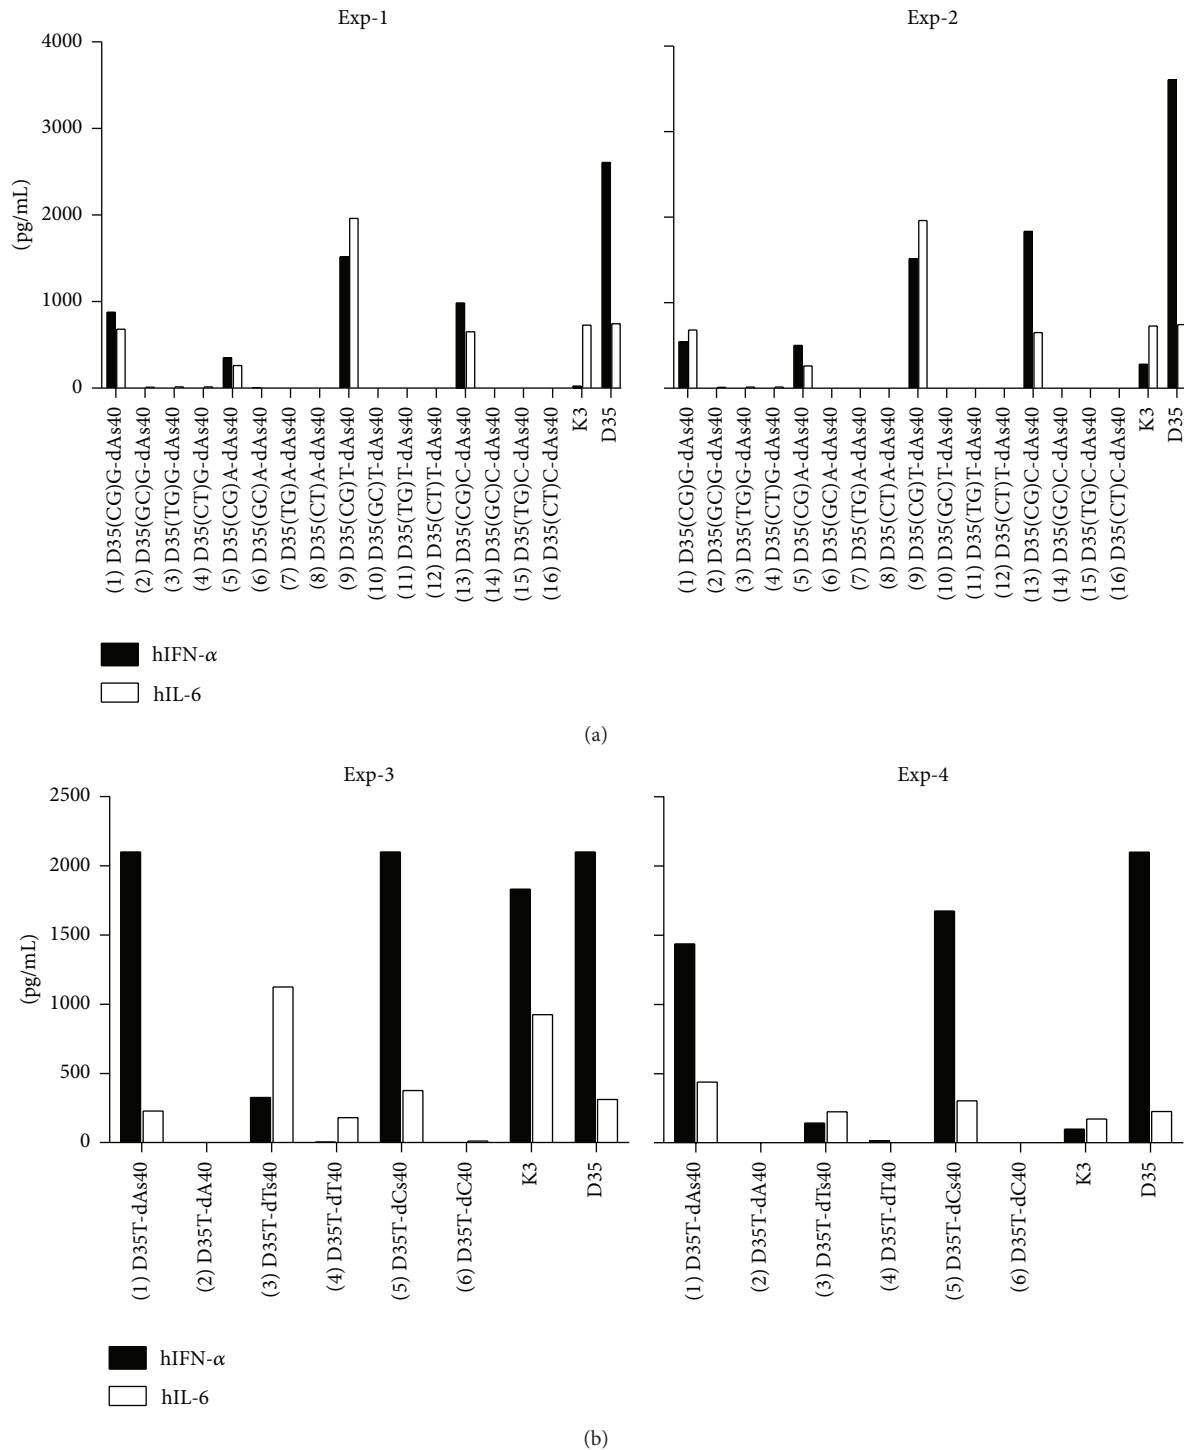 (a)
Exp-1
Exp-2
(pg/mL)
4000
3000
2000
1000
0
(1) D35(CG)G-dAs40
(2) D35(GC)G-dAs40
(3) D35(TG)G-dAs40
(4) D35(CT)G-dAs40
(5) D35(CG)A-dAs40
(6) D35(GC)A-dAs40
(7) D35(TG)A-dAs40
(8) D35(CT)A-dAs40
(9) D35(CG)T-dAs40
(10) D35(GC)T-dAs40
(11) D35(TG)T-dAs40
(12) D35(CT)T-dAs40
(13) D35(CG)C-dAs40
(14) D35(GC)C-dAs40
(15) D35(TG)C-dAs40
(16) D35(CT)C-dAs40
K3
D35
(1) D35(CG)G-dAs40
(2) D35(GC)G-dAs40
(3) D35(TG)G-dAs40
(4) D35(CT)G-dAs40
(5) D35(CG)A-dAs40
(6) D35(GC)A-dAs40
(7) D35(TG)A-dAs40
(8) D35(CT)A-dAs40
(9) D35(CG)T-dAs40
(10) D35(GC)T-dAs40
(11) D35(TG)T-dAs40
(12) D35(CT)T-dAs40
(13) D35(CG)C-dAs40
(14) D35(GC)C-dAs40
(15) D35(TG)C-dAs40
(16) D35(CT)C-dAs40
K3
D35
hIFN-α
hIL-6
(a)
Exp-3
Exp-4
(pg/mL)
2500
2000
1500
1000
500
0
(1) D35T-dAs40
(2) D35T-dA40
(3) D35T-dTs40
(4) D35T-dT40
(5) D35T-dCs40
(6) D35T-dC40
K3
D35
(1) D35T-dAs40
(2) D35T-dA40
(3) D35T-dTs40
(4) D35T-dT40
(5) D35T-dCs40
(6) D35T-dC40
K3
D35
hIFN-α
hIL-6
(b)